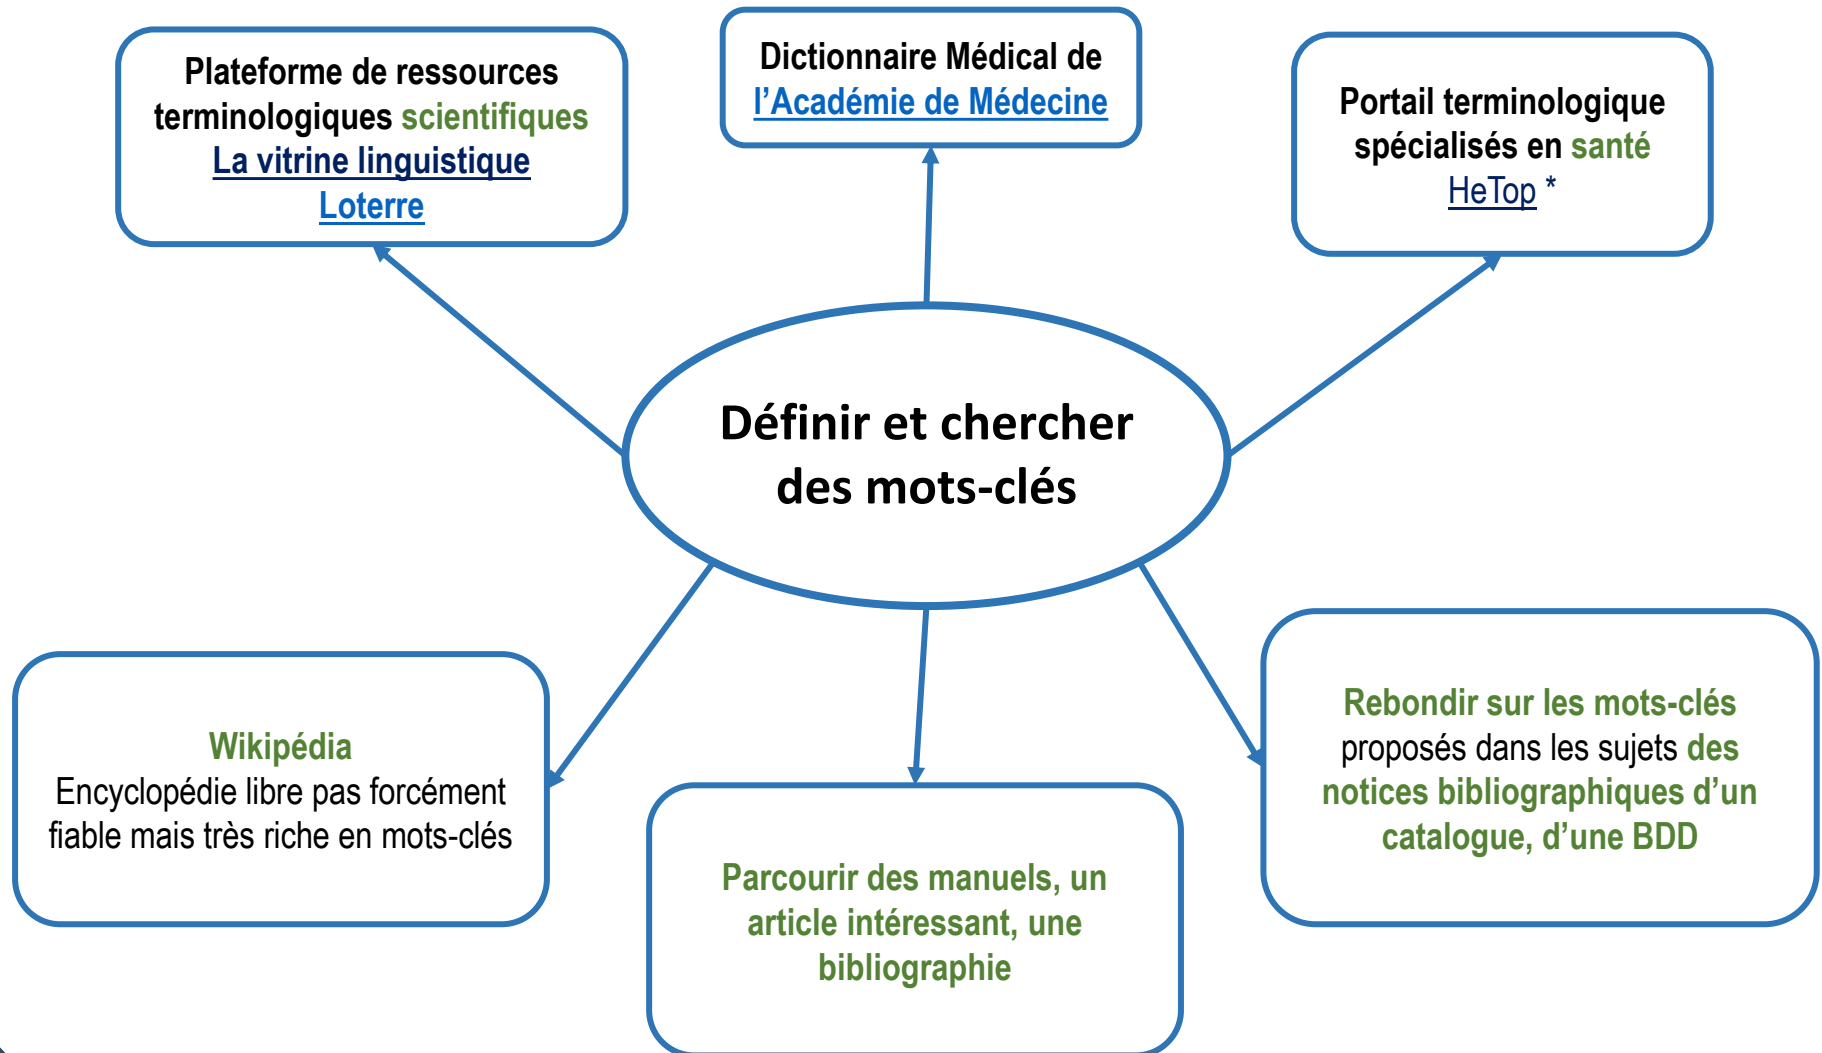 Plateforme de ressources
terminologiques scientifiques
La vitrine linguistique
Loterre
Dictionnaire Médical de
l’Académie de Médecine
Portail terminologique
spécialisés en santé
HeTop *
Définir et chercher
des mots-clés
Wikipédia
Encyclopédie libre pas forcément
fiable mais très riche en mots-clés
Parcourir des manuels, un
article intéressant, une
bibliographie
Rebondir sur les mots-clés
proposés dans les sujets des
notices bibliographiques d’un
catalogue, d’une BDD